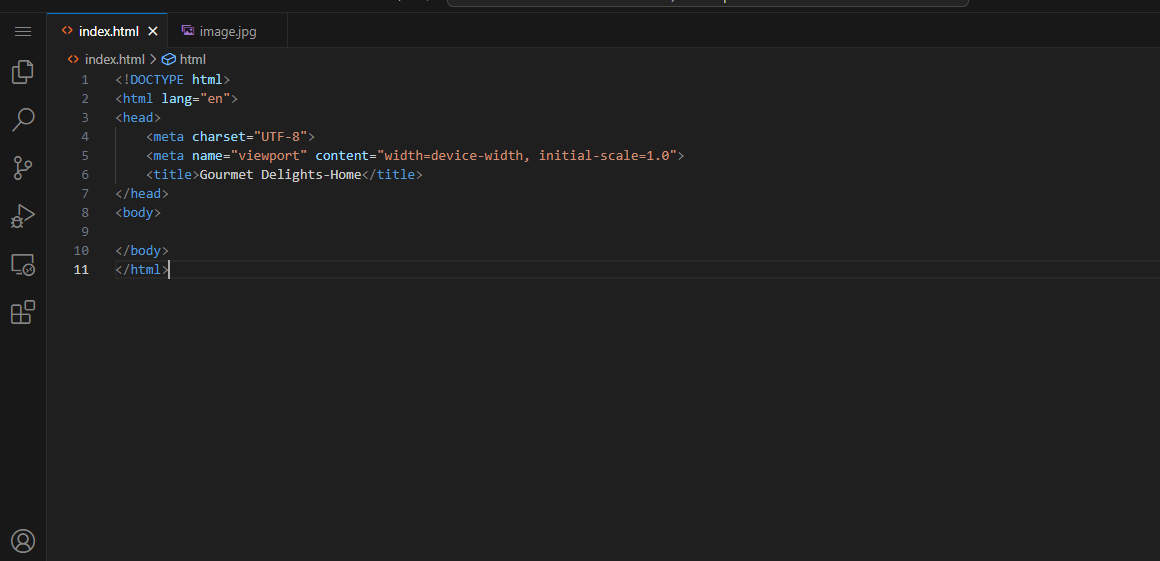 index.html
image.jpg
index.html > html
1 <!DOCTYPE html>
2 <html lang="en">
3 <head>
4     <meta charset="UTF-8">
5     <meta name="viewport" content="width=device-width, initial-scale=1.0">
6     <title>Gourmet Delights-Home</title>
7 </head>
8 <body>
9
10 </body>
11 </html>